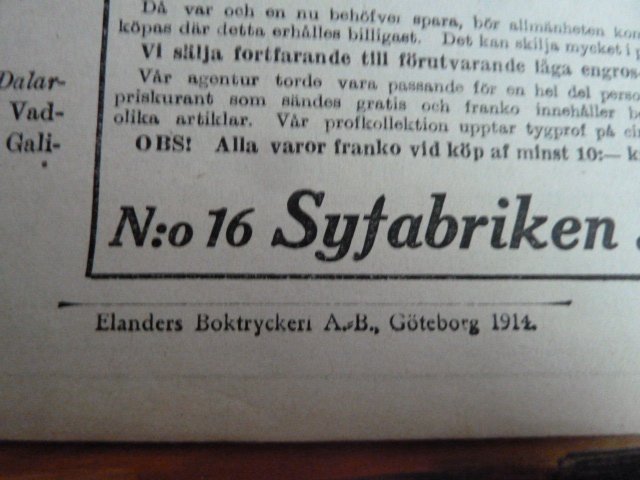 Då var och en nu behöfver spara, bör allmänheten
köpas där detta erhålles billigast. Det kan skilja mycket i
Vi sälja fortfarande till förutvarande låga engros
Vår agentur torde vara passande för en hel del perso
priskurant som sändes gratis och franko innehåller
olika artiklar. Vår profkollektion upptar tygprof på
OBS! Alla varor franko vid köp af minst 10:—
Dalar-
Vad-
Gali-
N:o 16 Syfabriken
Elanders Boktryckeri A.-B., Göteborg 1914.